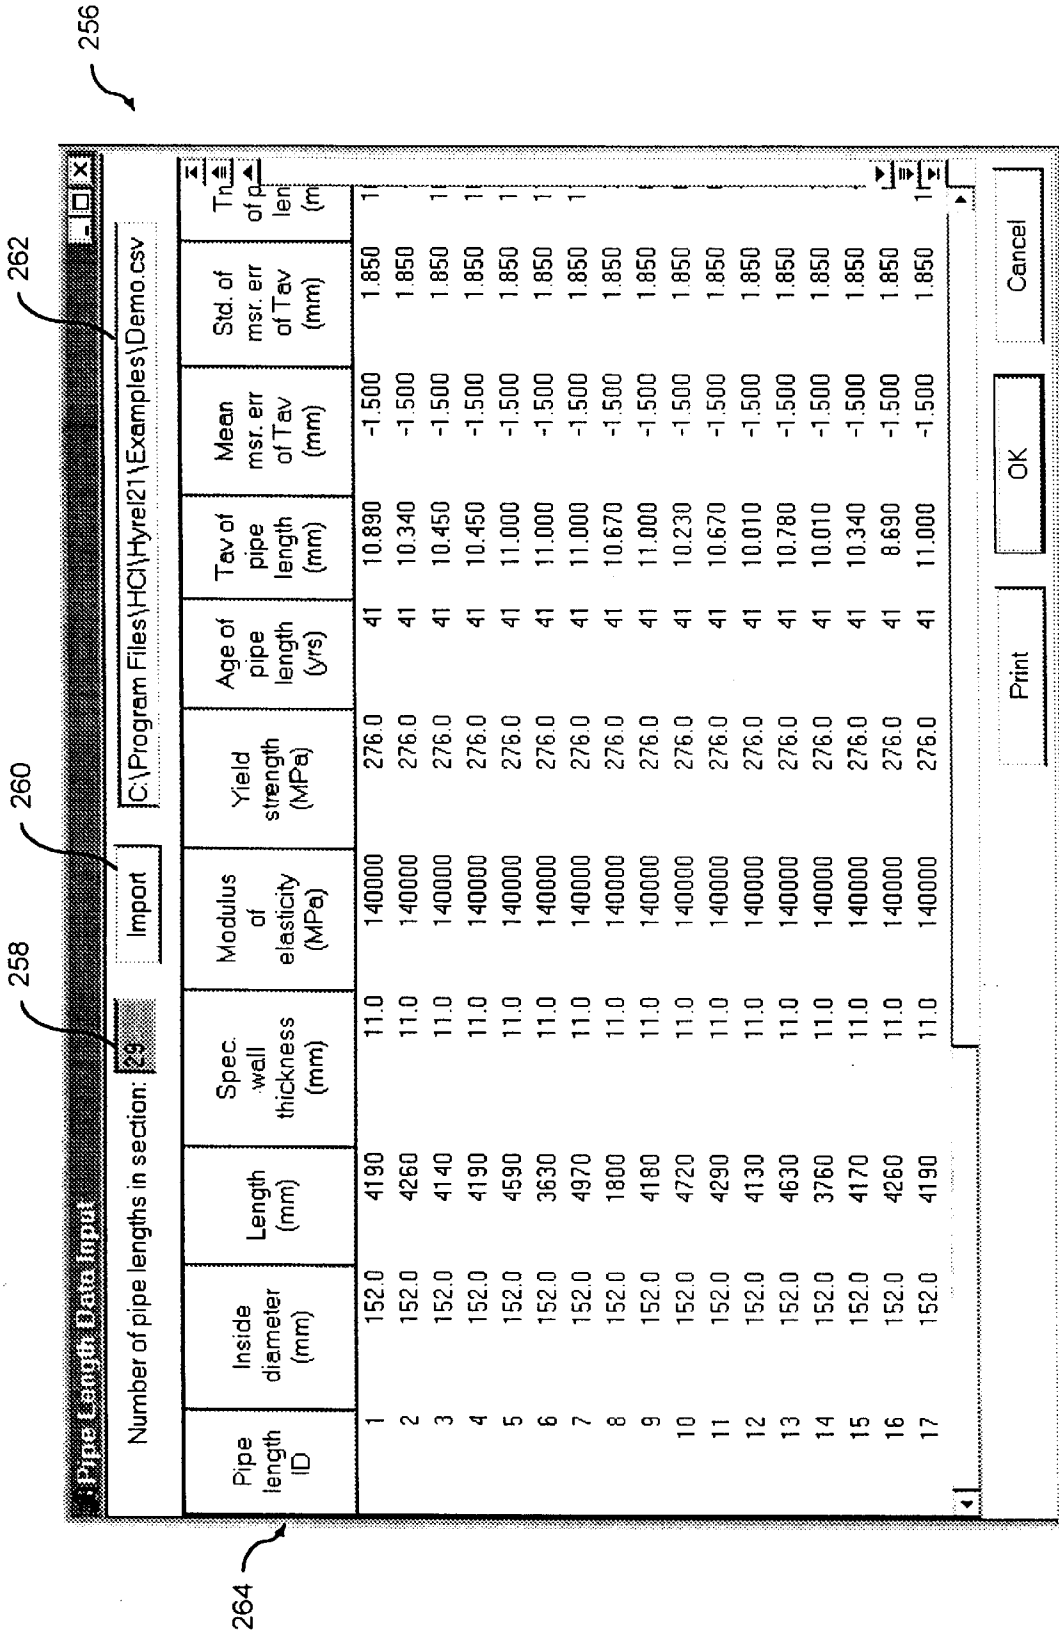 256
262
260
258
264
Pipe Length Data Input
Number of pipe lengths in section: 29 Import C:\Program Files\HCI\Hyrel21\Examples\Demo.csv
Pipe length ID Inside diameter (mm) Length (mm) Spec. wall thickness (mm) Modulus of elasticity (MPa) Yield strength (MPa) Age of pipe length (yrs) Tav of pipe length (mm) Mean msr. err of Tav (mm) Std. of msr. err of Tav (mm) Tn of p len (m
1 152.0 4190 11.0 140000 276.0 41 10.890 -1.500 1.850 1
2 152.0 4260 11.0 140000 276.0 41 10.340 -1.500 1.850
3 152.0 4140 11.0 140000 276.0 41 10.450 -1.500 1.850 1
4 152.0 4190 11.0 140000 276.0 41 10.450 -1.500 1.850 1
5 152.0 4590 11.0 140000 276.0 41 11.000 -1.500 1.850 1
6 152.0 3630 11.0 140000 276.0 41 11.000 -1.500 1.850 1
7 152.0 4970 11.0 140000 276.0 41 11.000 -1.500 1.850 1
8 152.0 1800 11.0 140000 276.0 41 10.670 -1.500 1.850
9 152.0 4180 11.0 140000 276.0 41 11.000 -1.500 1.850
10 152.0 4720 11.0 140000 276.0 41 10.230 -1.500 1.850
11 152.0 4290 11.0 140000 276.0 41 10.670 -1.500 1.850
12 152.0 4130 11.0 140000 276.0 41 10.010 -1.500 1.850
13 152.0 4630 11.0 140000 276.0 41 10.780 -1.500 1.850
14 152.0 3760 11.0 140000 276.0 41 10.010 -1.500 1.850
15 152.0 4170 11.0 140000 276.0 41 10.340 -1.500 1.850
16 152.0 4260 11.0 140000 276.0 41 8.690 -1.500 1.850
17 152.0 4190 11.0 140000 276.0 41 11.000 -1.500 1.850 1
Print OK Cancel